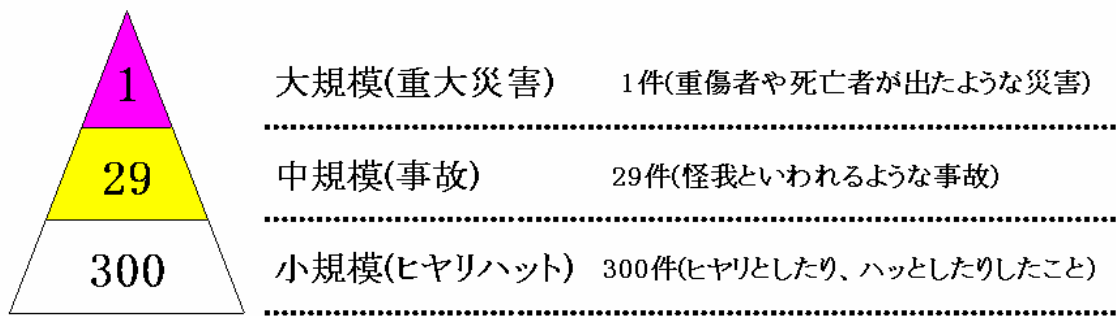 1 大規模(重大災害) 1件(重傷者や死亡者が出たような災害)
29 中規模(事故) 29件(怪我といわれるような事故)
300 小規模(ヒヤリハット) 300件(ヒヤリとしたり、ハッとしたりしたこと)